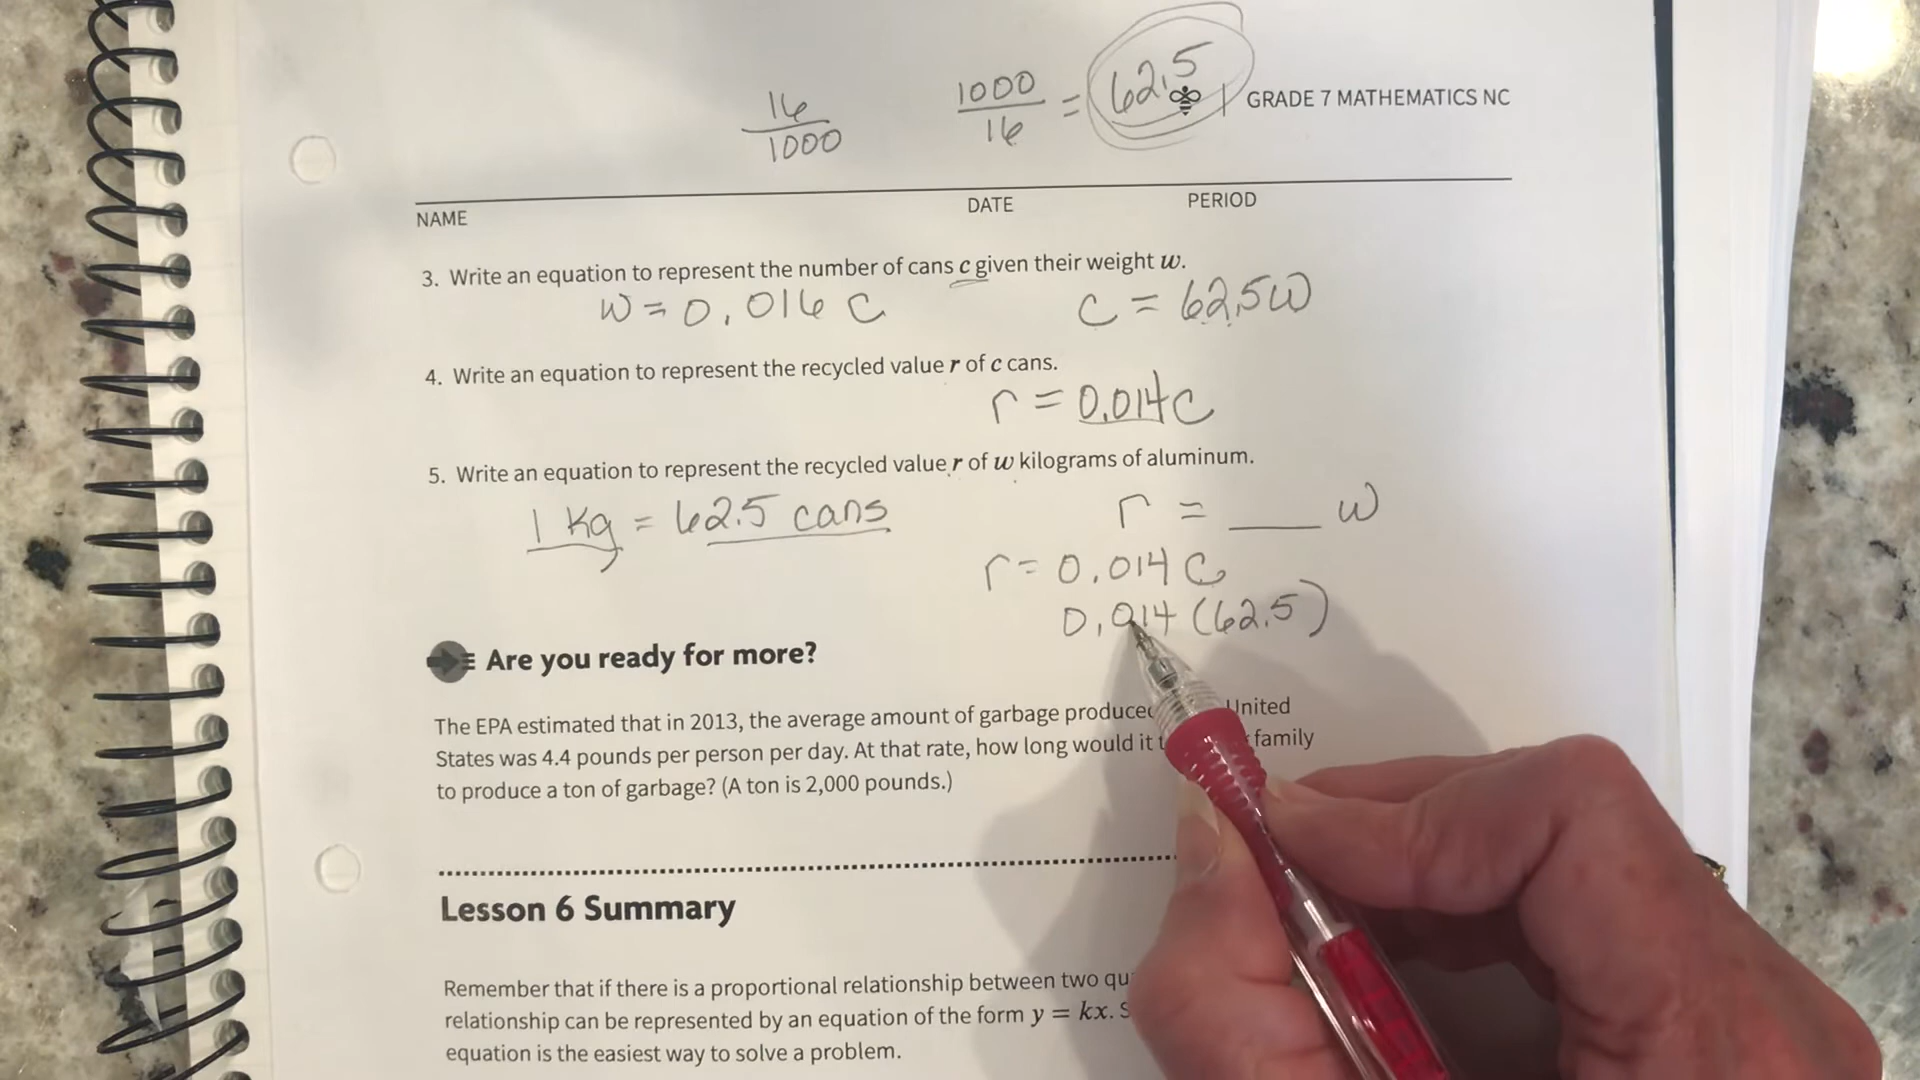 16
1000
1000
16
= 62.5
GRADE 7 MATHEMATICS NC
NAME DATE PERIOD
3. Write an equation to represent the number of cans c given their weight w.
w = 0.016 c c = 62.5w
4. Write an equation to represent the recycled value r of c cans.
r = 0.014c
5. Write an equation to represent the recycled value r of w kilograms of aluminum.
1 kg = 62.5 cans r = ___ w
r = 0.014 c
0.014 (62.5)
Are you ready for more?
The EPA estimated that in 2013, the average amount of garbage produced United
States was 4.4 pounds per person per day. At that rate, how long would it family
to produce a ton of garbage? (A ton is 2,000 pounds.)
Lesson 6 Summary
Remember that if there is a proportional relationship between two
relationship can be represented by an equation of the form y = kx.
equation is the easiest way to solve a problem.